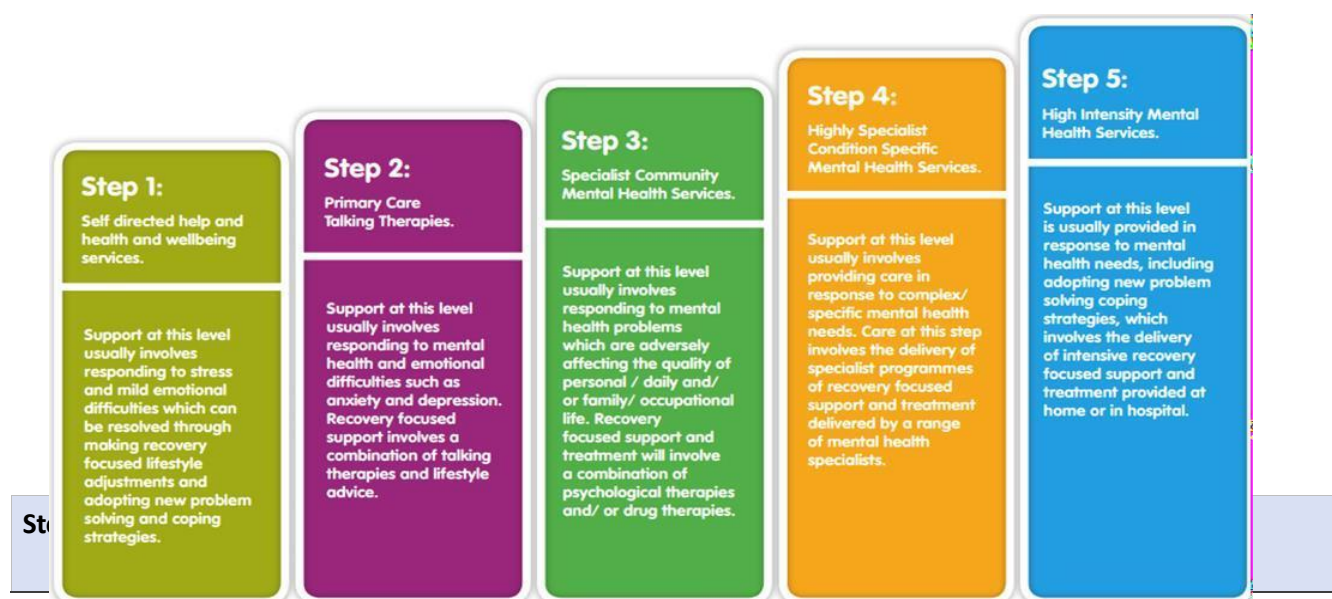 Step 1:
Self directed help and
health and wellbeing
services.
Support at this level
usually involves
responding to stress
and mild emotional
difficulties which can
be resolved through
making recovery
focused lifestyle
adjustments and
adopting new problem
solving and coping
strategies.
Step 2:
Primary Care
Talking Therapies.
Support at this level
usually involves
responding to mental
health and emotional
difficulties such as
anxiety and depression.
Recovery focused
support involves a
combination of talking
therapies and lifestyle
advice.
Step 3:
Specialist Community
Mental Health Services.
Support at this level
usually involves
responding to mental
health problems
which are adversely
affecting the quality of
personal / daily and/
or family/ occupational
life. Recovery
focused support and
treatment will involve
a combination of
psychological therapies
and/ or drug therapies.
Step 4:
Highly Specialist
Condition Specific
Mental Health Services.
Support at this level
usually involves
providing care in
response to complex/
specific mental health
needs. Care at this step
involves the delivery of
specialist programmes
of recovery focused
support and treatment
delivered by a range
of mental health
specialists.
Step 5:
High Intensity Mental
Health Services.
Support at this level
is usually provided in
response to mental
health needs, including
adopting new problem
solving coping
strategies, which
involves the delivery
of intensive recovery
focused support and
treatment provided at
home or in hospital.